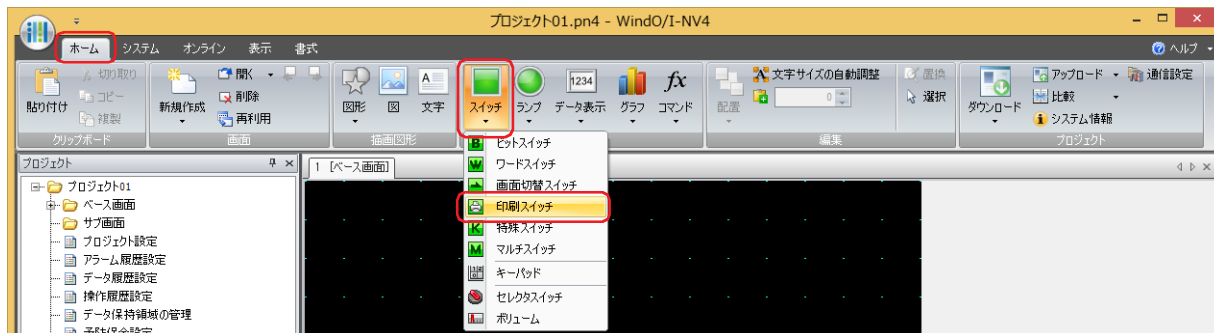 プロジェクト01.pn4 - WindO/I-NV4
ホーム システム オンライン 表示 書式 ヘルプ
切り取り 開く 1234 fx 文字サイズの自動調整 置換 アップロード 通信設定
コピー 削除 0 選択 比較
貼り付け 複製 新規作成 再利用 図形 図 文字 スイッチ ランプ データ表示 グラフ コマンド 配置 ダウンロード システム情報
クリップボード 画面 描画図形 編集 プロジェクト
プロジェクト 1 [ベース画面]
プロジェクト01
ベース画面
サブ画面
プロジェクト設定
アラーム履歴設定
データ履歴設定
操作履歴設定
データ保持領域の管理
予防保全設定
B ビットスイッチ
W ワードスイッチ
画面切替スイッチ
印刷スイッチ
K 特殊スイッチ
M マルチスイッチ
キーパッド
セレクタスイッチ
ボリューム